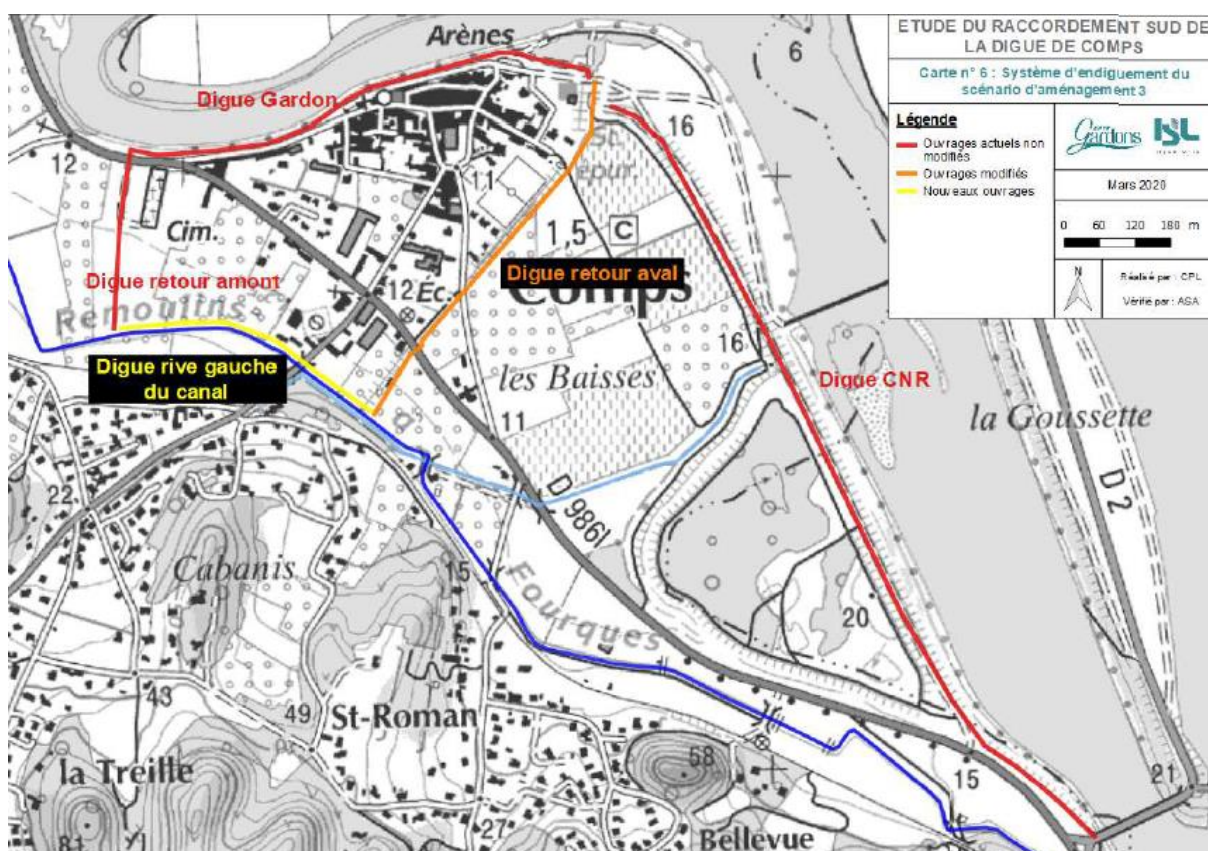 ETUDE DU RACCORDEMENT SUD DE
LA DIGUE DE COMPS
Carte n° 6 : Système d'endiguement du
scénario d'aménagement 3
Légende
Ouvrages actuels non
modifiés
Ouvrages modifiés
Nouveaux ouvrages
Gardons
ISL
Mars 2020
0 60 120 180 m
N
Réalisé par : CPL
Vérifié par : ASA
Arènes
6
Digue Gardon
12
16
11
Cim.
1,5
C
Digue retour amont
Digue retour aval
Comps
12
Éc.
Remoulins
16
Digue rive gauche
du canal
les Baisses
Digue CNR
la Goussette
11
D 986L
D 2
22
Cabanis
15
Fourques
20
43
49
St-Roman
la Treille
58
15
21
27
81
Bellevue